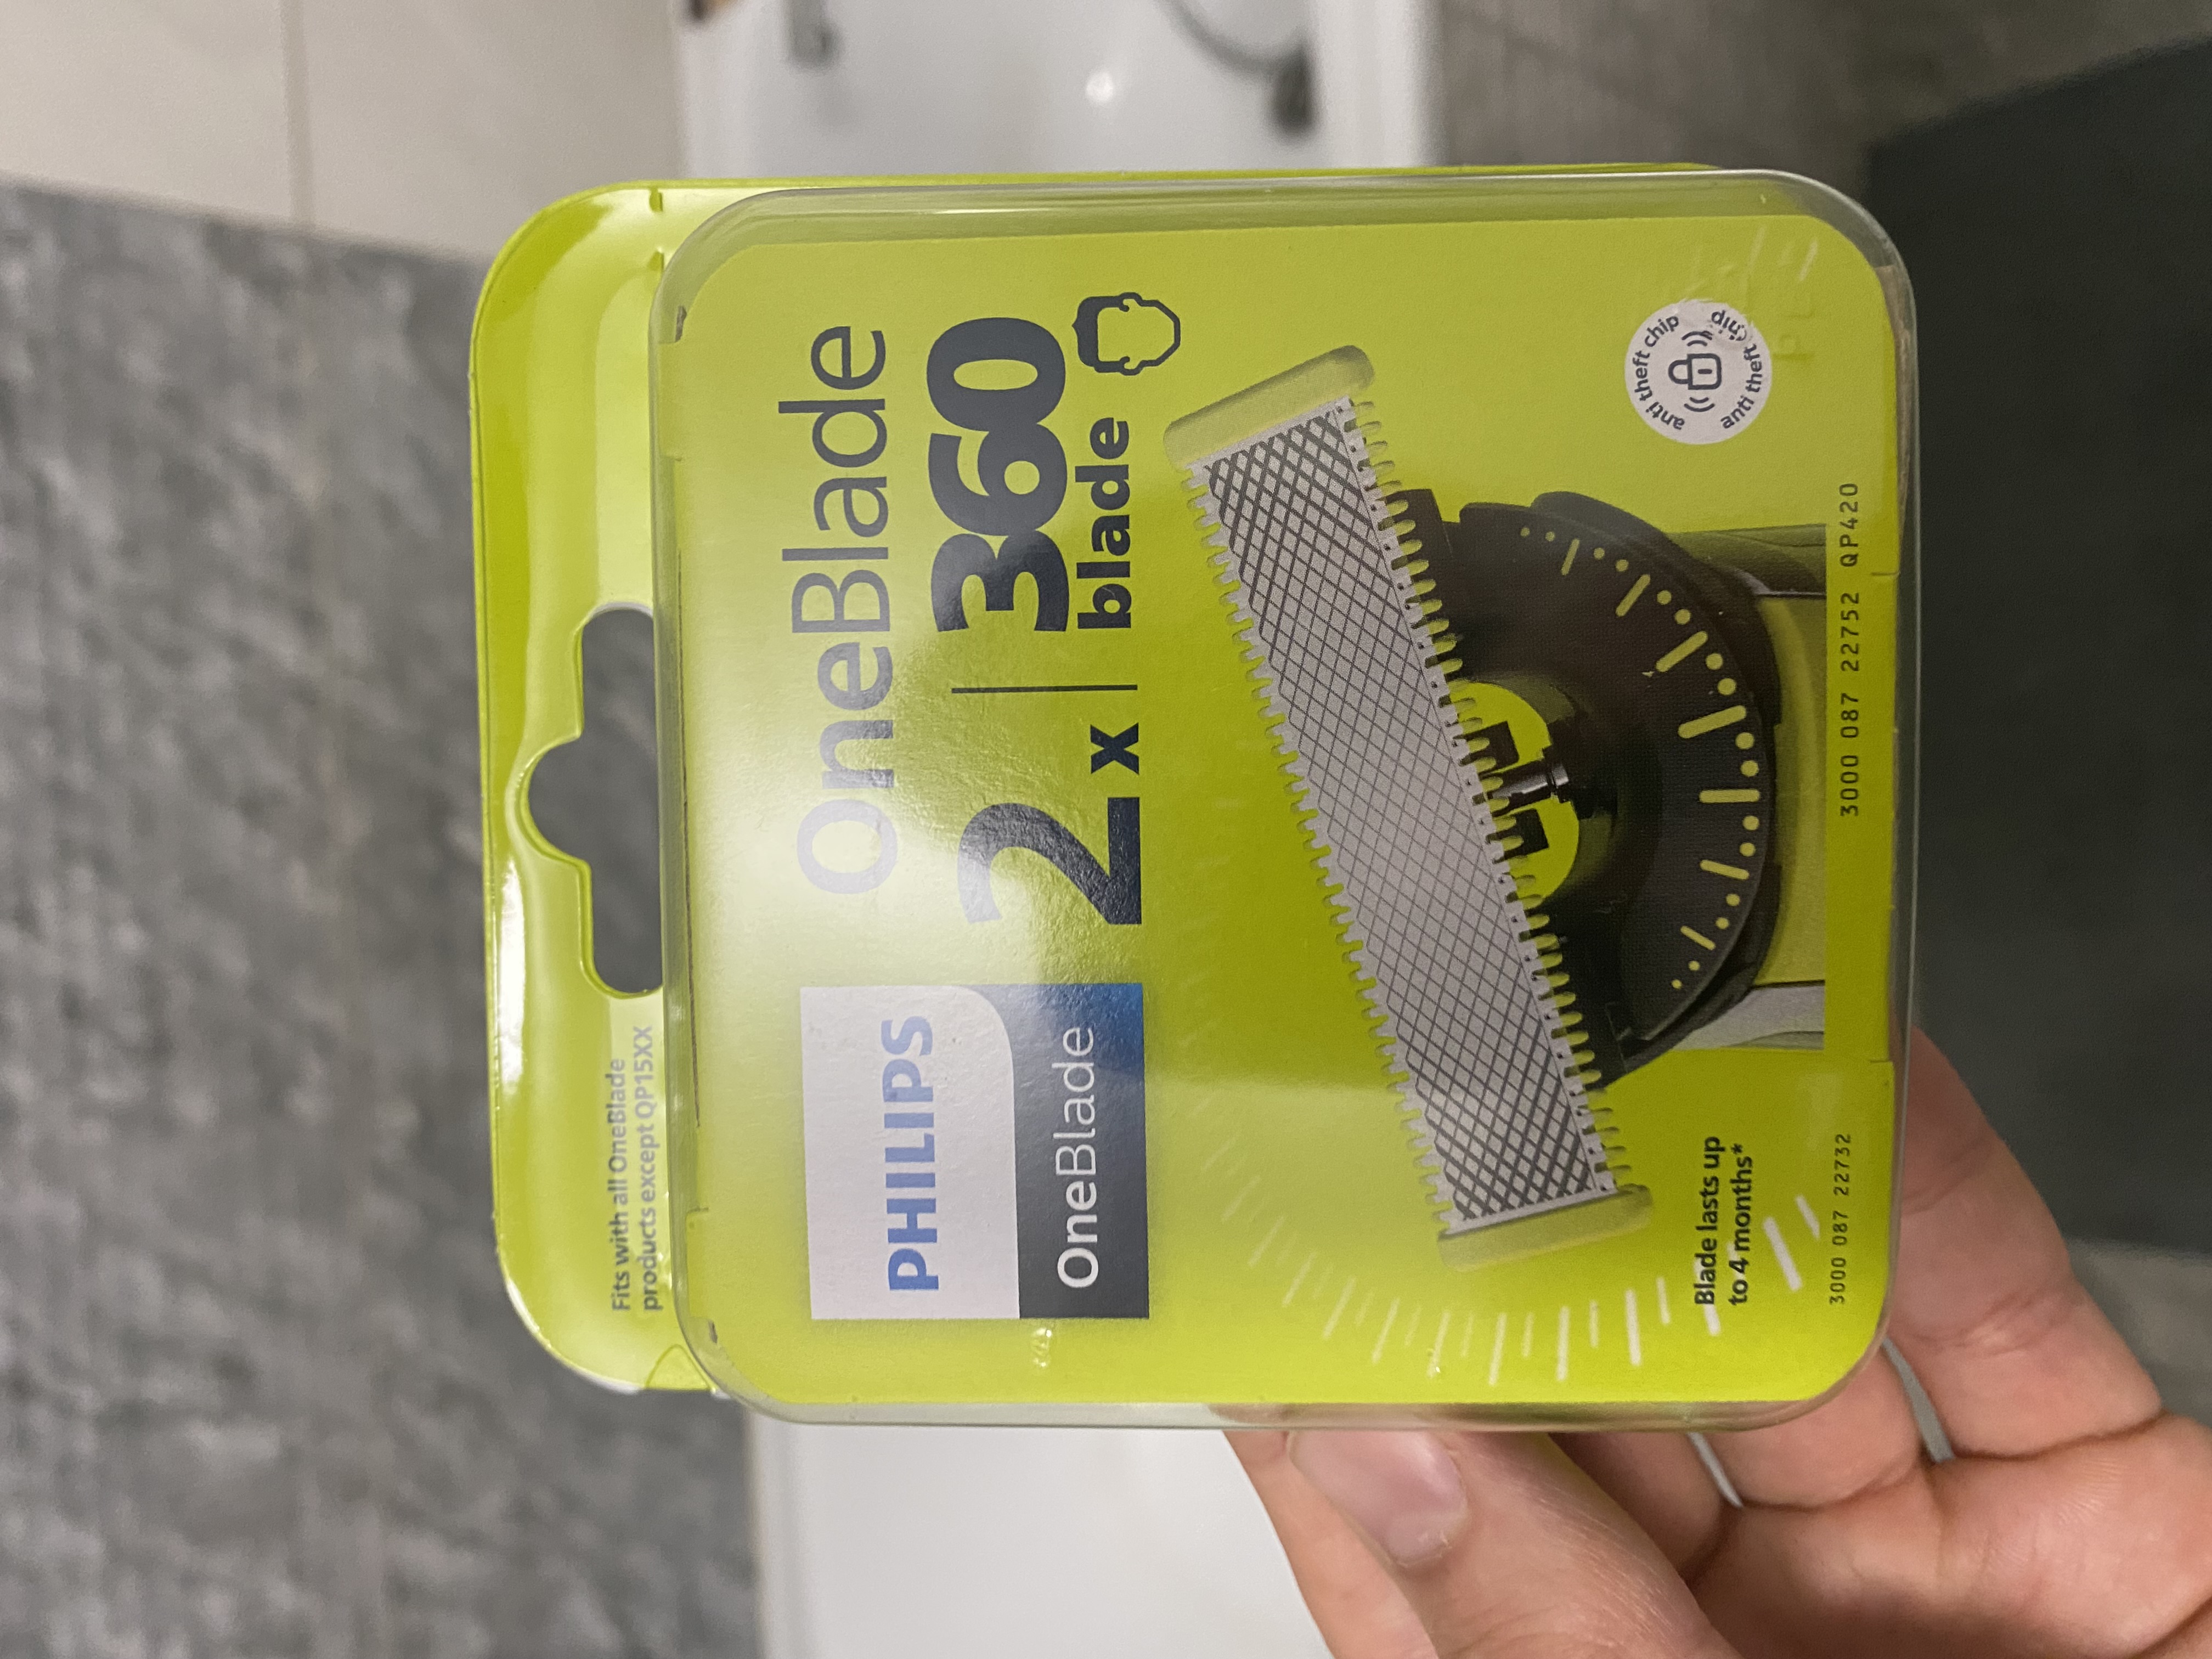 Fits with all OneBlade
products except QP15XX
PHILIPS
OneBlade
OneBlade
2 x
360
blade
Blade lasts up
to 4 months*
anti theft chip
anti theft chip
3000 087 22732
3000 087 22752 QP420